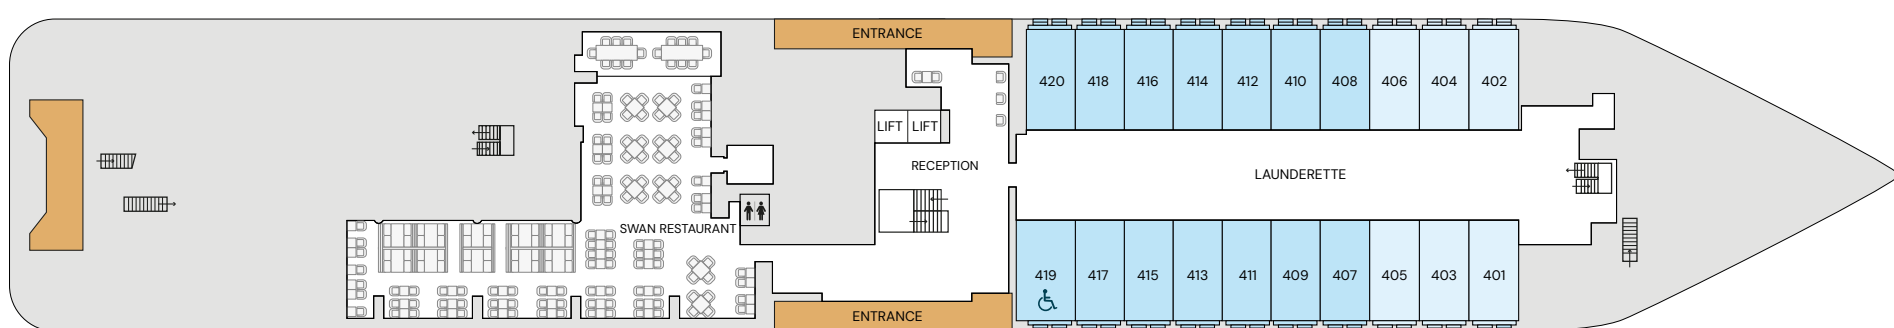 ENTRANCE
420 418 416 414 412 410 408 406 404 402
LIFT LIFT
RECEPTION
LAUNDERETTE
SWAN RESTAURANT
419 417 415 413 411 409 407 405 403 401
ENTRANCE